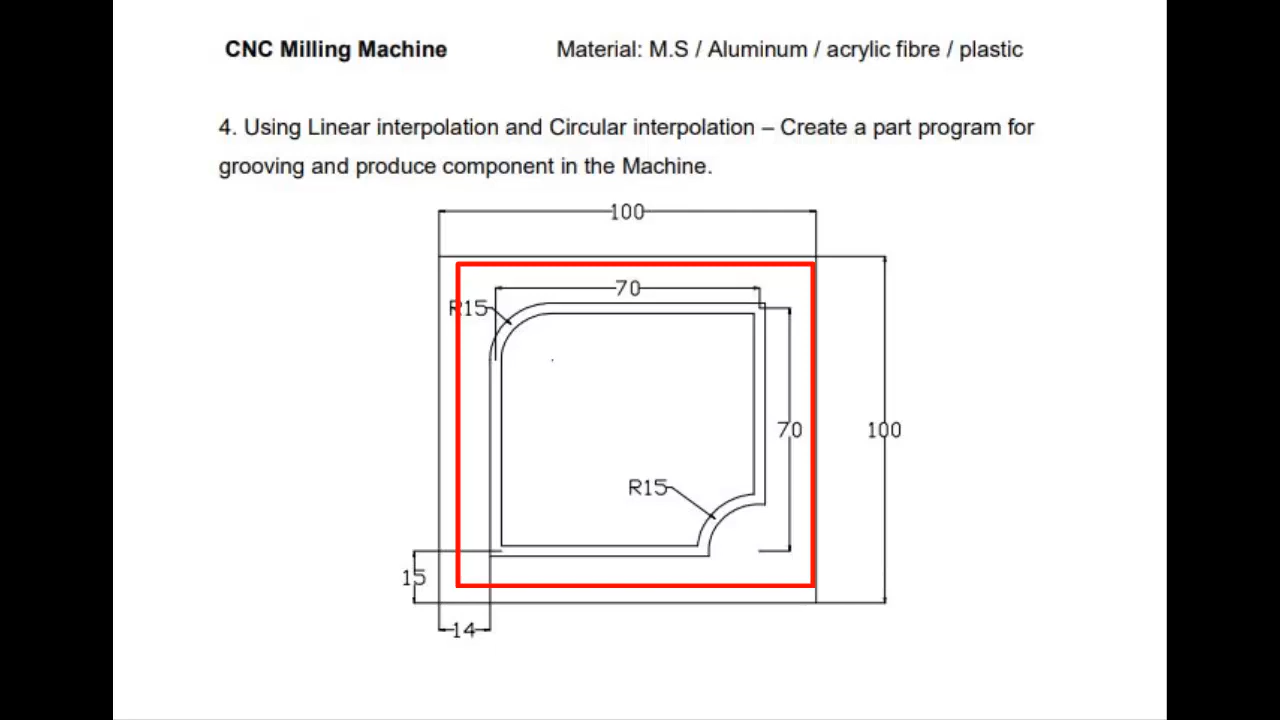 CNC Milling Machine Material: M.S / Aluminum / acrylic fibre / plastic
4. Using Linear interpolation and Circular interpolation – Create a part program for
grooving and produce component in the Machine.
100
70
R15
70
100
R15
15
14